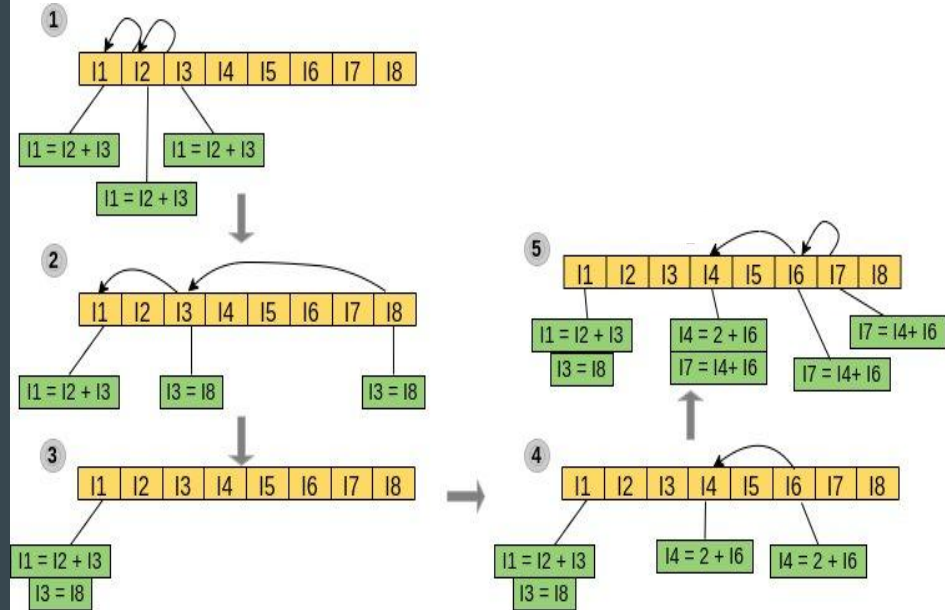 1
I1 I2 I3 I4 I5 I6 I7 I8
I1 = I2 + I3
I1 = I2 + I3
I1 = I2 + I3
2
I1 I2 I3 I4 I5 I6 I7 I8
I1 = I2 + I3
I3 = I8
I3 = I8
3
I1 I2 I3 I4 I5 I6 I7 I8
I1 = I2 + I3
I3 = I8
4
I1 I2 I3 I4 I5 I6 I7 I8
I1 = I2 + I3
I3 = I8
I4 = 2 + I6
I4 = 2 + I6
5
I1 I2 I3 I4 I5 I6 I7 I8
I1 = I2 + I3
I3 = I8
I4 = 2 + I6
I7 = I4+ I6
I7 = I4+ I6
I7 = I4+ I6